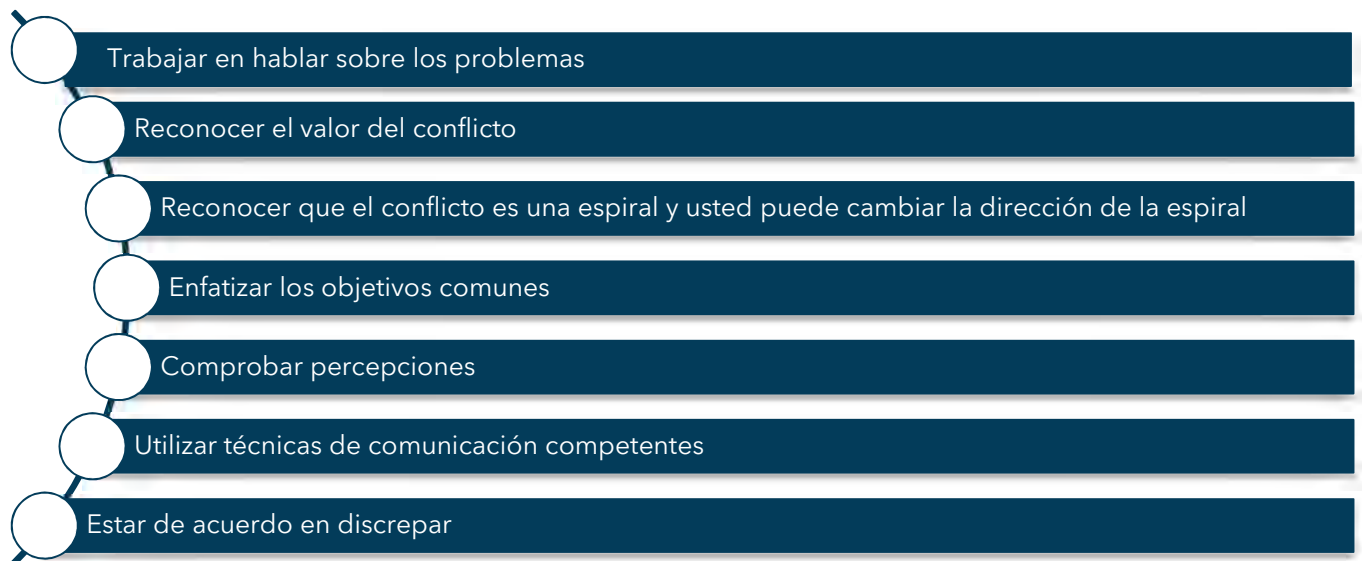 Trabajar en hablar sobre los problemas
Reconocer el valor del conflicto
Reconocer que el conflicto es una espiral y usted puede cambiar la dirección de la espiral
Enfatizar los objetivos comunes
Comprobar percepciones
Utilizar técnicas de comunicación competentes
Estar de acuerdo en discrepar